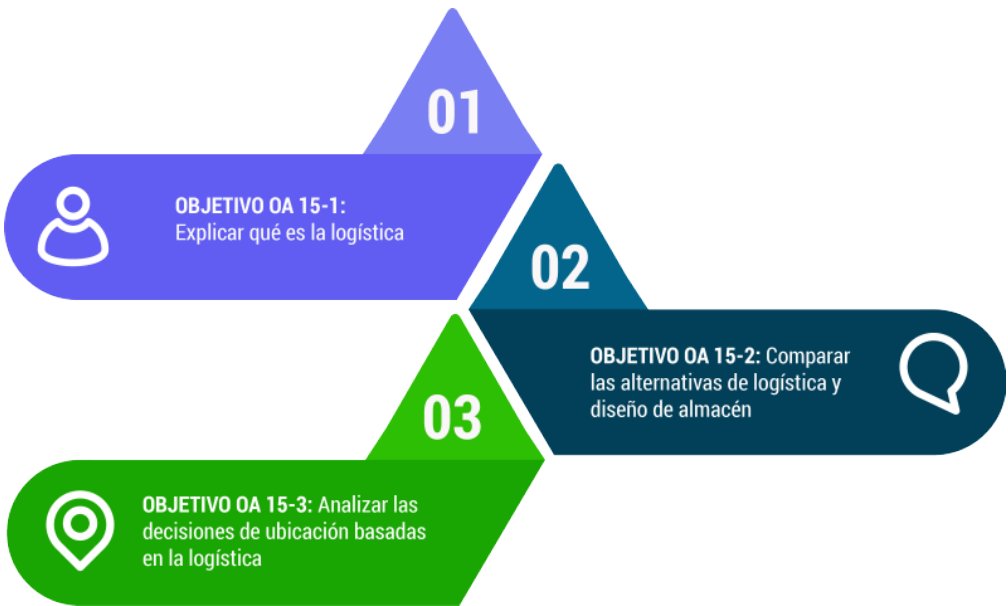 01
OBJETIVO OA 15-1:
Explicar qué es la logística
02
OBJETIVO OA 15-2: Comparar
las alternativas de logística y
diseño de almacén
03
OBJETIVO OA 15-3: Analizar las
decisiones de ubicación basadas
en la logística